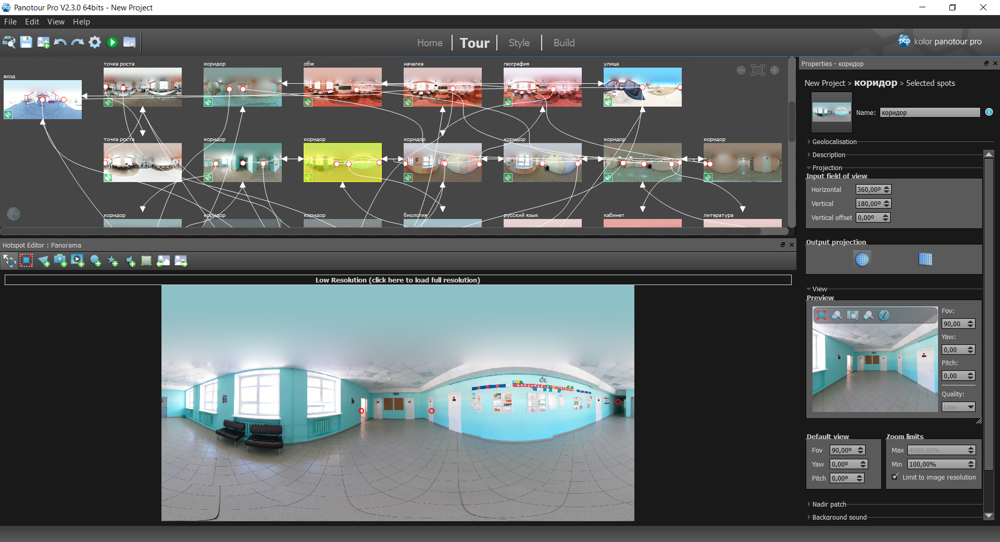 Panotour Pro V2.3.0 64bits - New Project
File Edit View Help
Home Tour Style Build
ptp kolor panotour pro
вход
точка роста
коридор
обж
началка
география
улица
точка роста
коридор
коридор
коридор
коридор
коридор
коридор
коридор
коридор
коридор
биология
русский язык
кабинет
литература
Hotspot Editor : Panorama
Low Resolution (click here to load full resolution)
Properties - коридор
New Project > коридор > Selected spots
Name: коридор
Geolocalisation
Description
Projection
Input field of view
Horizontal 360,00º
Vertical 180,00º
Vertical offset 0,00º
Output projection
View
Preview
Fov:
90,00
Yaw:
0,00
Pitch:
0,00
Quality:
Low
Default view
Fov 90,00º
Yaw 0,00º
Pitch 0,00º
Zoom limits
Max 4000,00%
Min 100,00%
Limit to image resolution
Nadir patch
Background sound